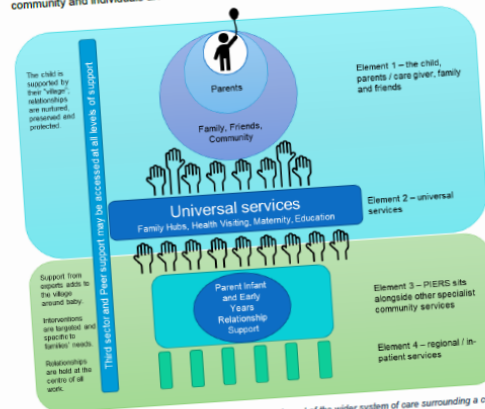 community and individuals
The child is
supported by
their "village",
relationships
are nurtured,
preserved and
protected.
Third sector and Peer support may be accessed at all levels of support
Parents
Family, Friends,
Community
Element 1 – the child,
parents / care giver, family
and friends
Universal services
Family Hubs, Health Visiting, Maternity, Education
Element 2 – universal
services
Support from
experts adds to
the village
around baby.
Interventions
are targeted and
specific to
families' needs.
Relationships
are held at the
centre of all
work.
Parent Infant
and Early
Years
Relationship
Support
Element 3 – PIERS sits
alongside other specialist
community services
Element 4 – regional / in-
patient services
of the wider system of care surrounding a